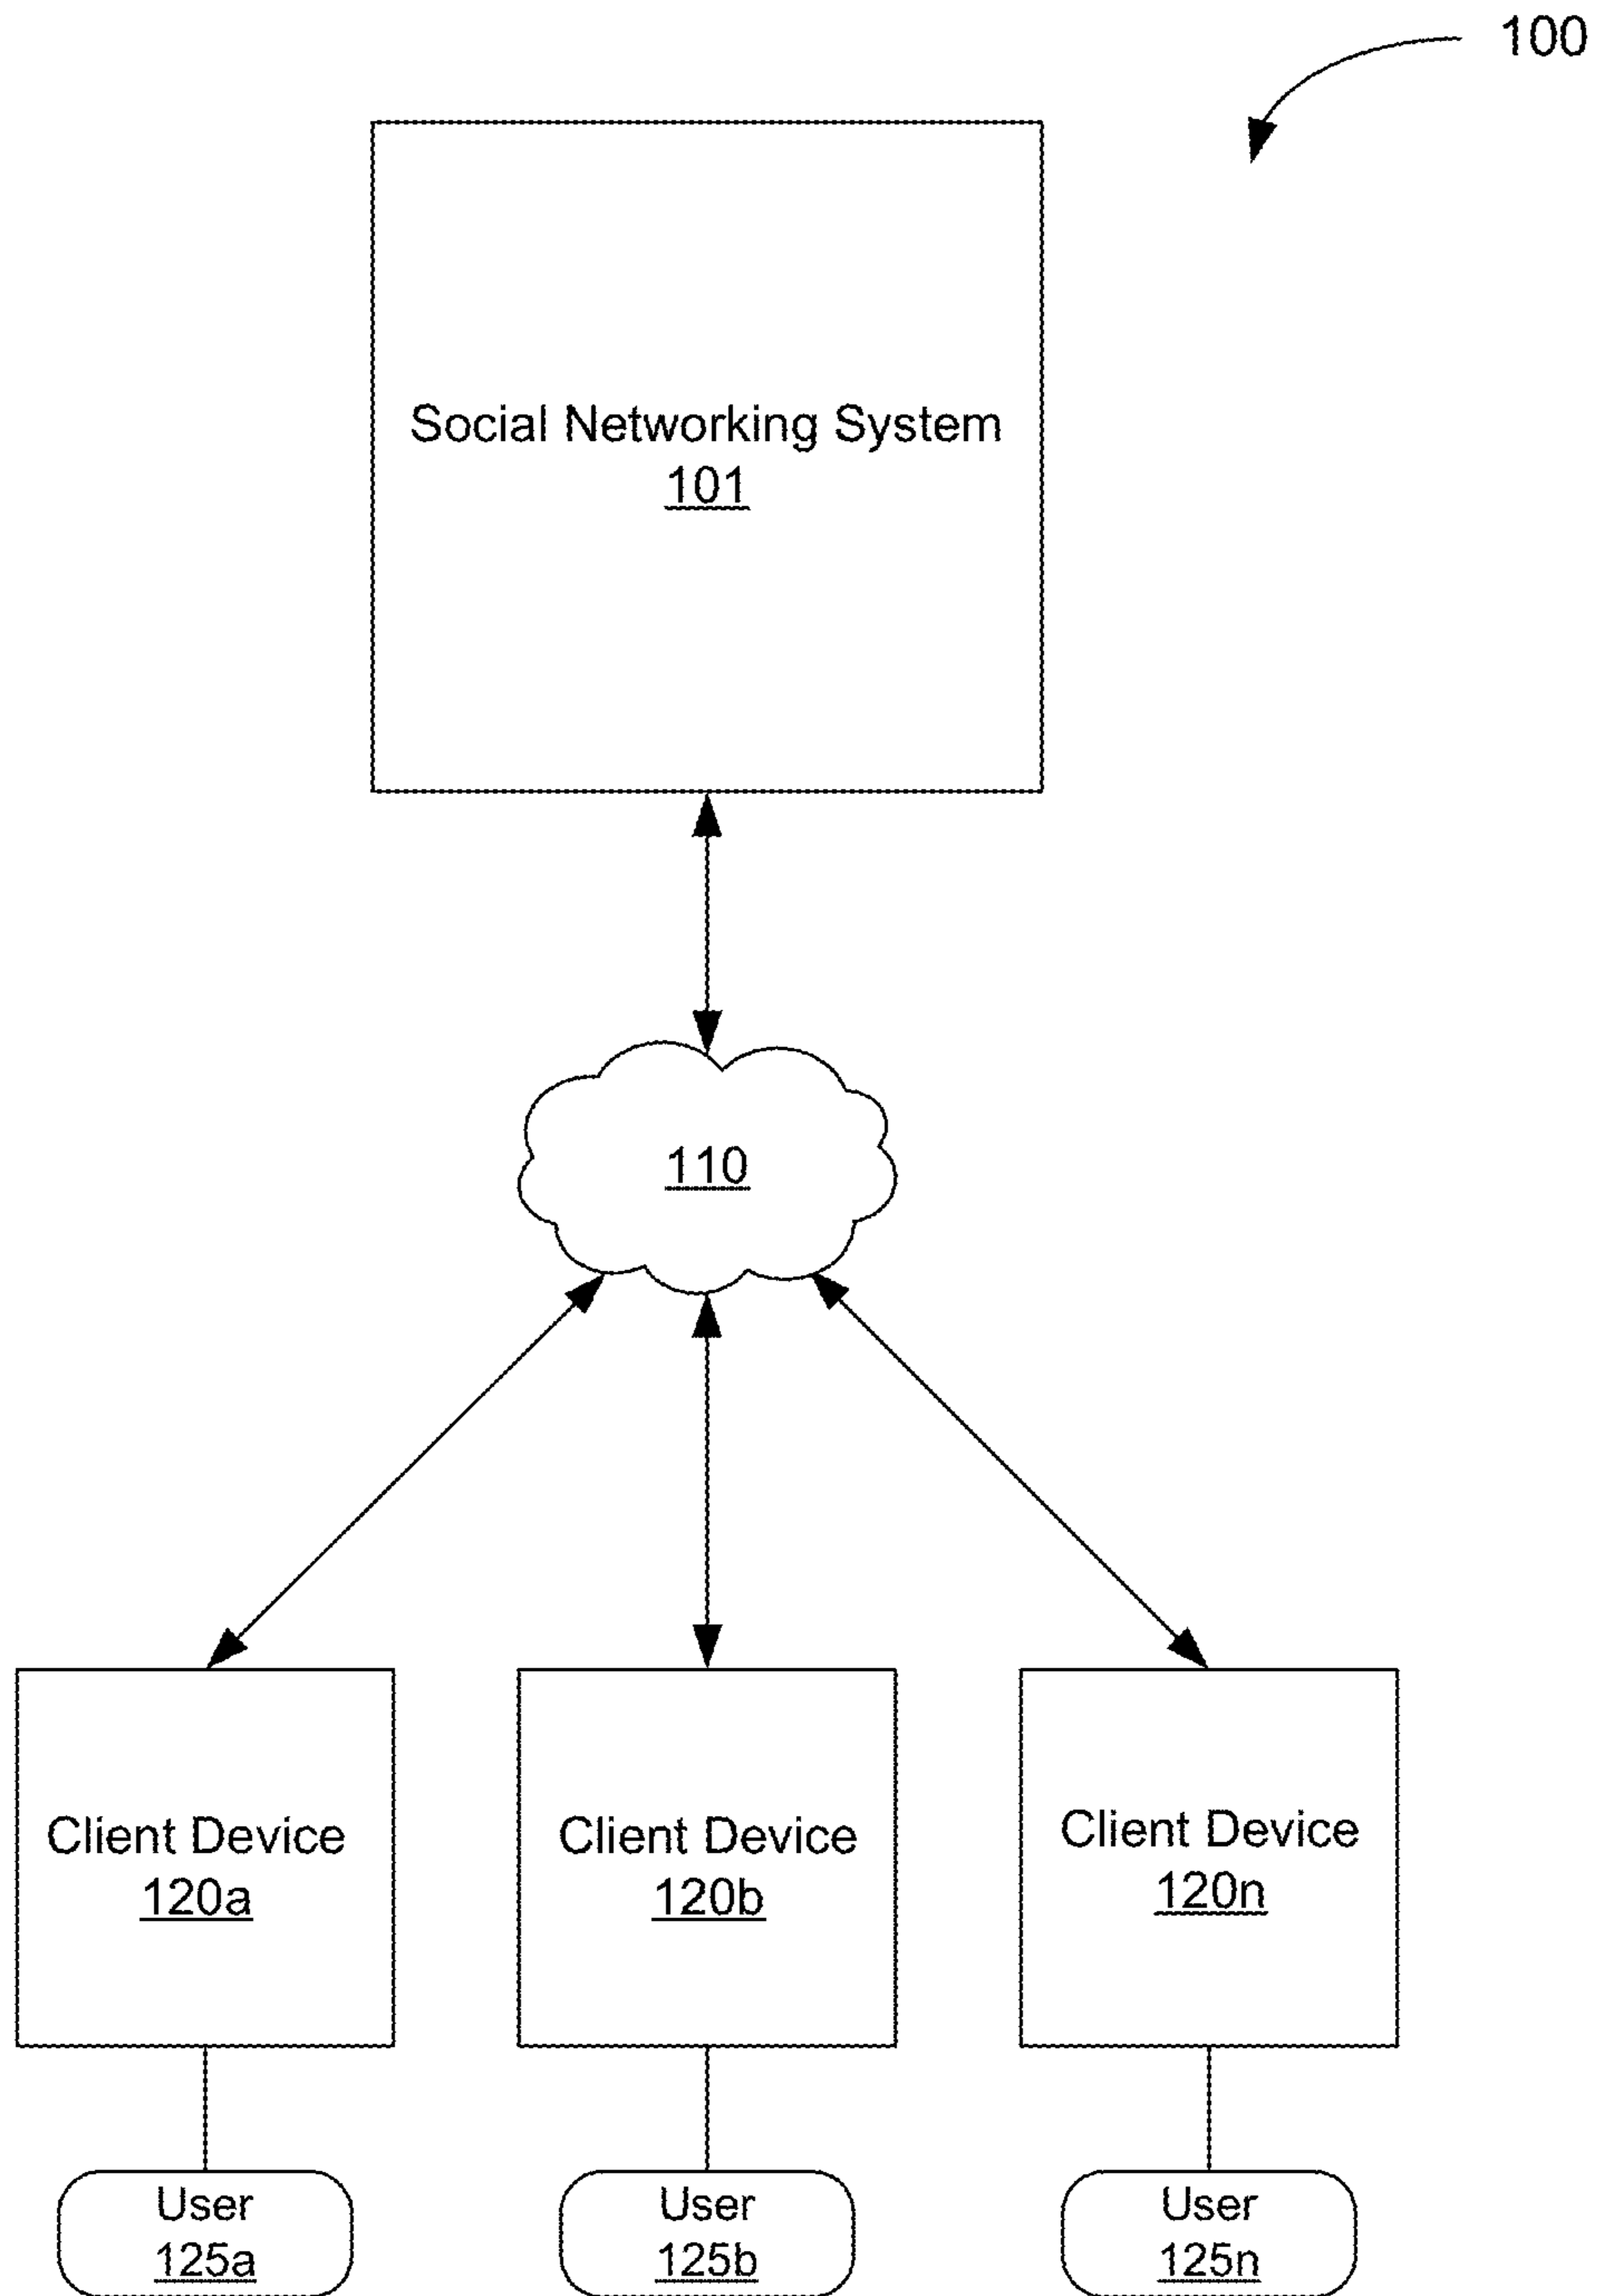 100
Social Networking System
101
110
Client Device
120a
Client Device
120b
Client Device
120n
User
125a
User
125b
User
125n